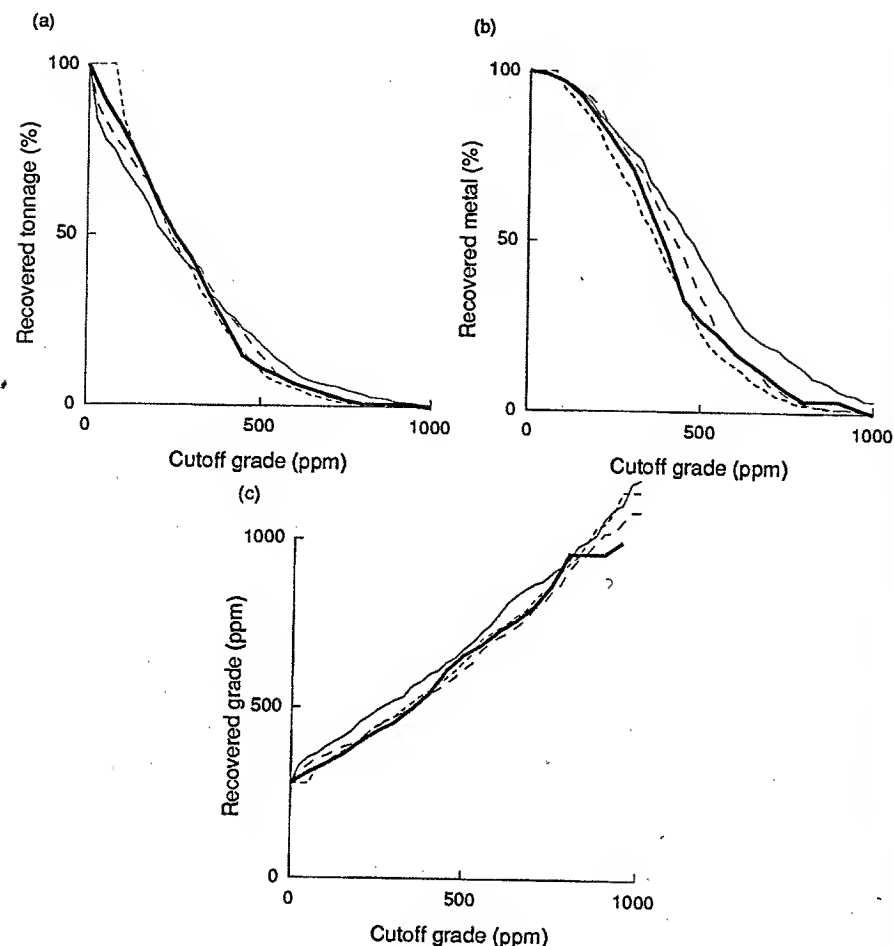 (a)
100
50
0
Recovered tonnage (%)
0
500
1000
Cutoff grade (ppm)
(b)
100
50
0
Recovered metal (%)
0
500
1000
Cutoff grade (ppm)
(c)
1000
500
0
Recovered grade (ppm)
0
500
1000
Cutoff grade (ppm)